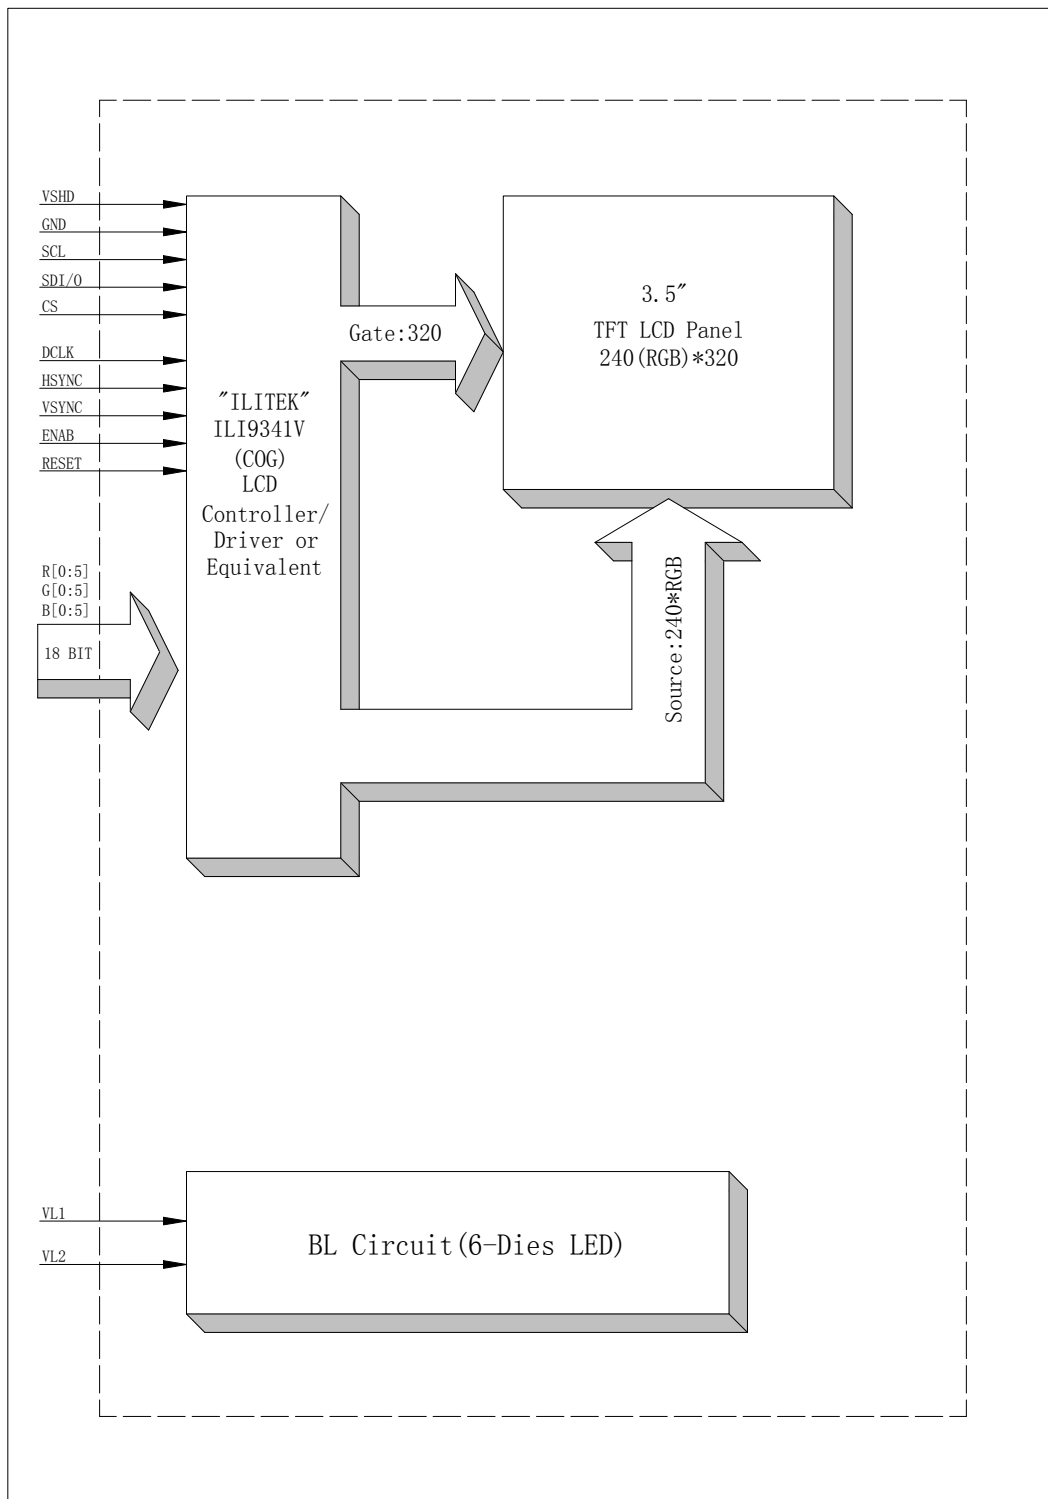 VSHD
GND
SCL
SDI/O
CS
DCLK
HSYNC
VSYNC
ENAB
RESET
R[0:5]
G[0:5]
B[0:5]
18 BIT
"ILITEK"
ILI9341V
(COG)
LCD
Controller/
Driver or
Equivalent
Gate:320
3.5"
TFT LCD Panel
240(RGB)*320
Source:240*RGB
VL1
VL2
BL Circuit(6-Dies LED)